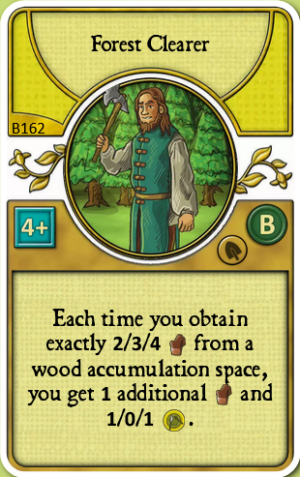 Forest Clearer
B162
4+
B
Each time you obtain
exactly 2/3/4 from a
wood accumulation space,
you get 1 additional and
1/0/1 .